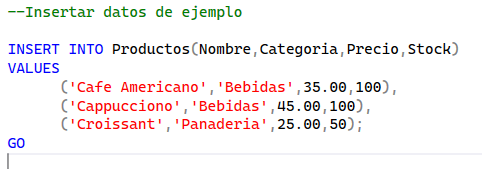 --Insertar datos de ejemplo
INSERT INTO Productos(Nombre,Categoria,Precio,Stock)
VALUES
('Cafe Americano','Bebidas',35.00,100),
('Cappucciono','Bebidas',45.00,100),
('Croissant','Panaderia',25.00,50);
GO